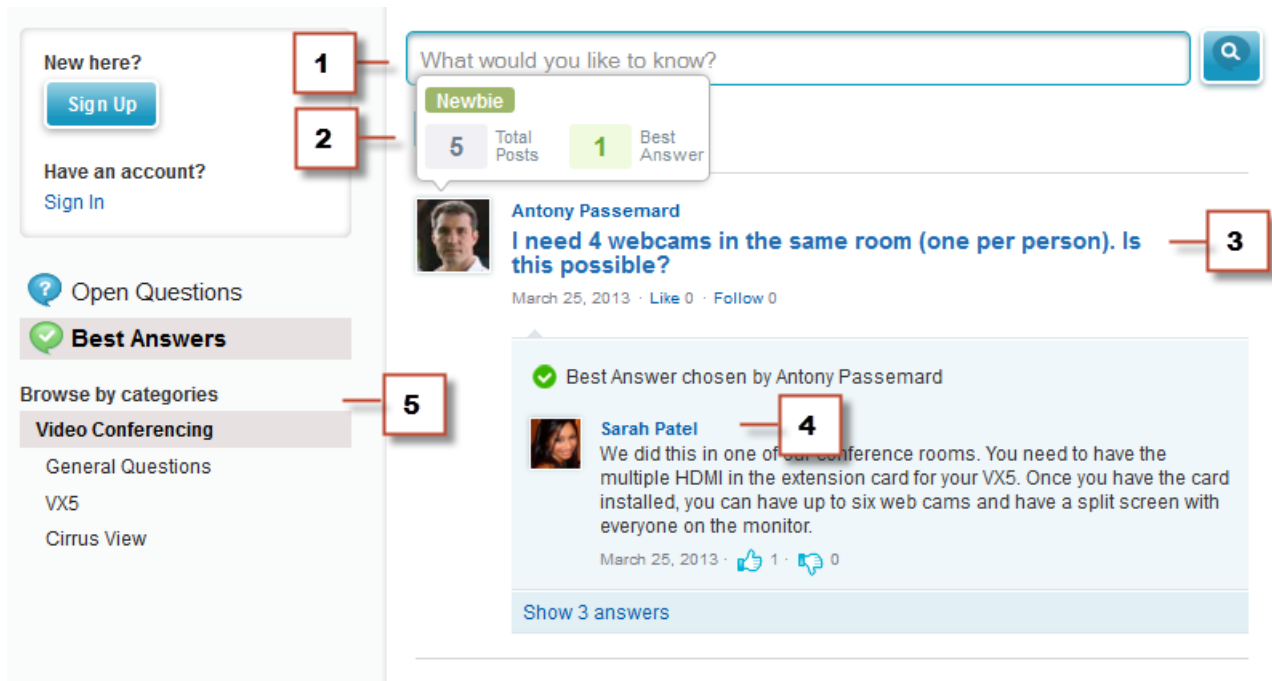 New here?
Sign Up
Have an account?
Sign In
Open Questions
Best Answers
Browse by categories
Video Conferencing
General Questions
VX5
Cirrus View
1
What would you like to know?
2
Newbie
5 Total Posts
1 Best Answer
Antony Passemard
I need 4 webcams in the same room (one per person). Is
this possible?
3
March 25, 2013 · Like 0 · Follow 0
Best Answer chosen by Antony Passemard
5
4
Sarah Patel
We did this in one of our conference rooms. You need to have the
multiple HDMI in the extension card for your VX5. Once you have the card
installed, you can have up to six web cams and have a split screen with
everyone on the monitor.
March 25, 2013 · 1 · 0
Show 3 answers